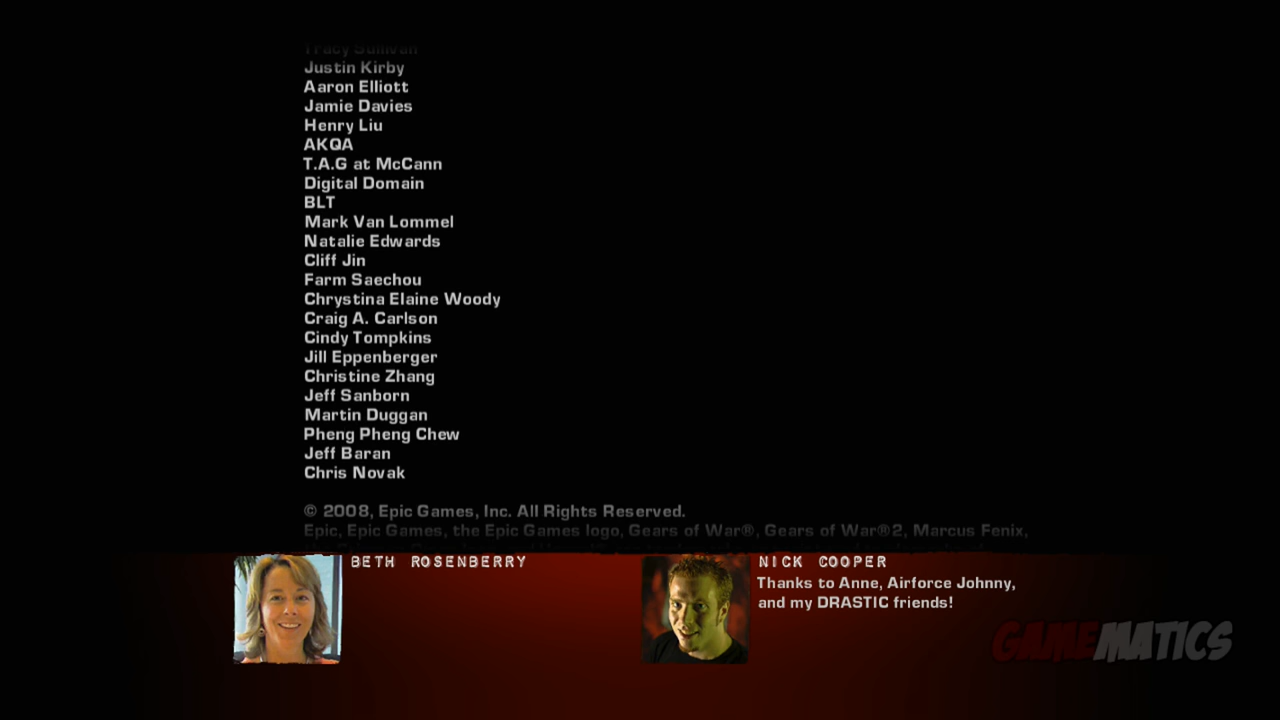 Tracy Sullivan
Justin Kirby
Aaron Elliott
Jamie Davies
Henry Liu
AKQA
T.A.G at McCann
Digital Domain
BLT
Mark Van Lommel
Natalie Edwards
Cliff Jin
Farm Saechou
Chrystina Elaine Woody
Craig A. Carlson
Cindy Tompkins
Jill Eppenberger
Christine Zhang
Jeff Sanborn
Martin Duggan
Pheng Pheng Chew
Jeff Baran
Chris Novak
© 2008, Epic Games, Inc. All Rights Reserved.
Epic, Epic Games, the Epic Games logo, Gears of War®, Gears of War®2, Marcus Fenix,
BETH ROSENBERRY
NICK COOPER
Thanks to Anne, Airforce Johnny,
and my DRASTIC friends!
GAMEMATICS